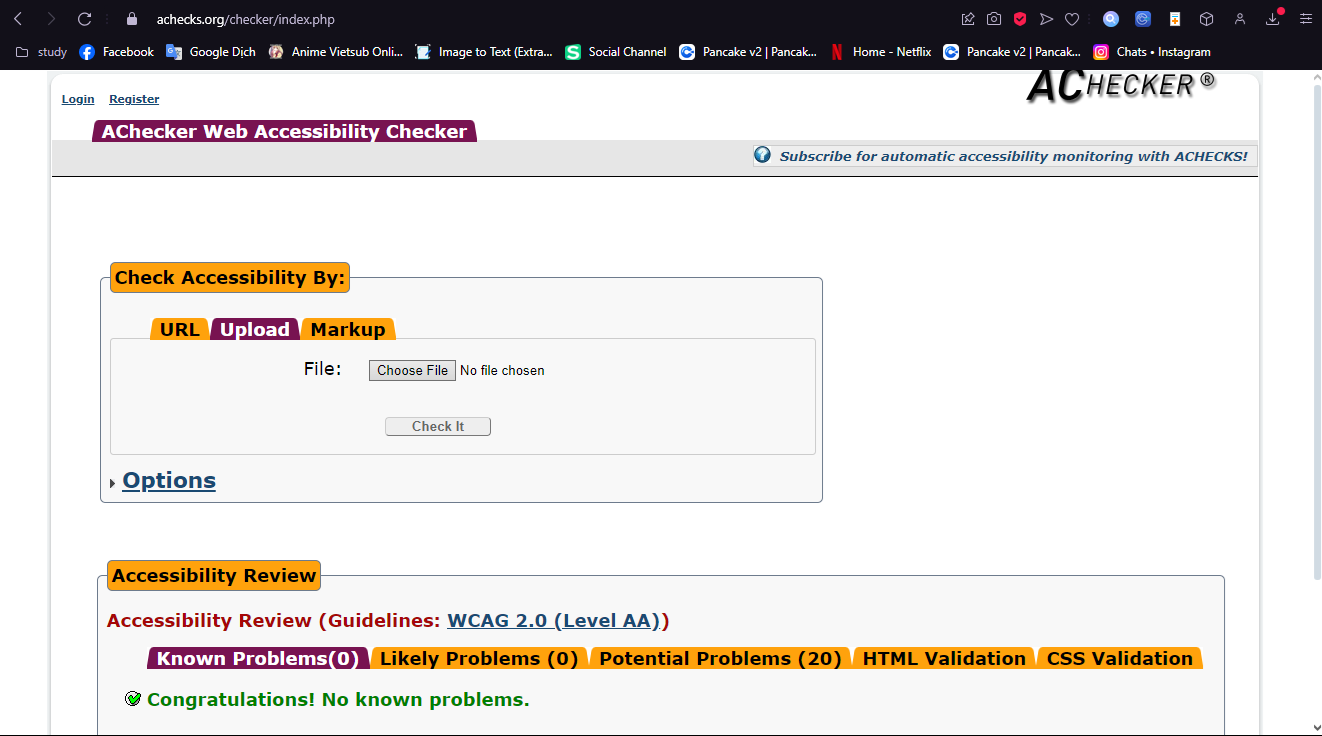 achecks.org/checker/index.php
study Facebook Google Dịch Anime Vietsub Onli... Image to Text (Extra... Social Channel Pancake v2 | Pancak... Home - Netflix Pancake v2 | Pancak... Chats • Instagram
ACHECKER ®
Login Register
AChecker Web Accessibility Checker
Subscribe for automatic accessibility monitoring with ACHECKS!
Check Accessibility By:
URL Upload Markup
File: Choose File No file chosen
Check It
Options
Accessibility Review
Accessibility Review (Guidelines: WCAG 2.0 (Level AA))
Known Problems(0) Likely Problems (0) Potential Problems (20) HTML Validation CSS Validation
Congratulations! No known problems.